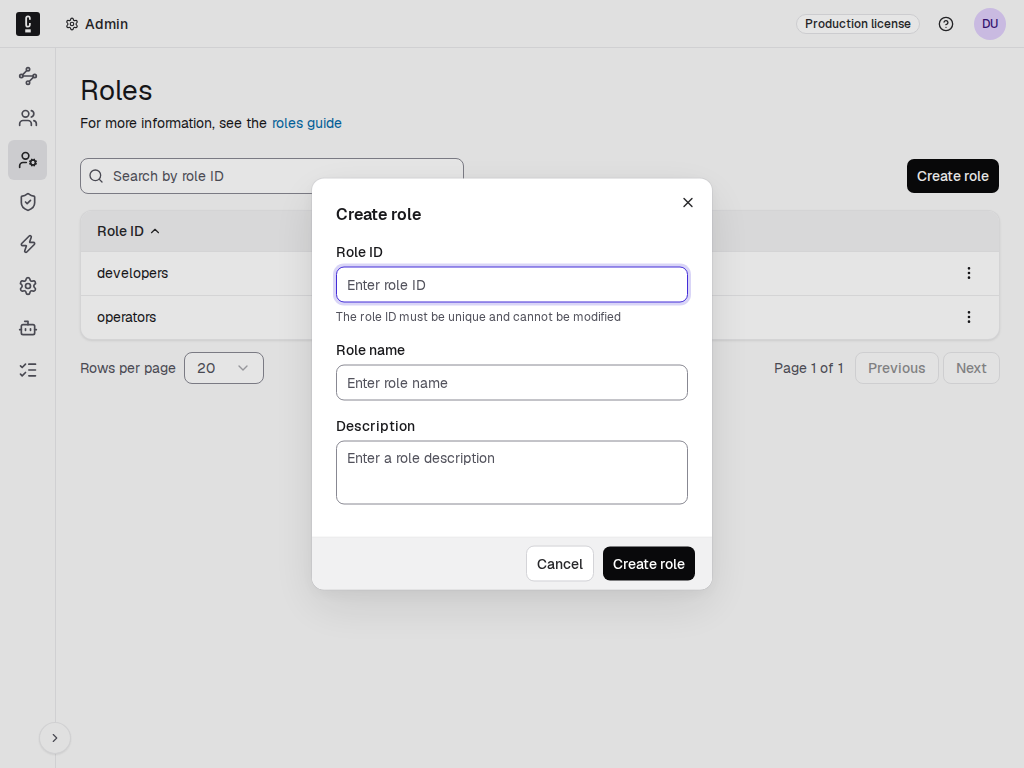 Admin
Production license
DU
Roles
For more information, see the roles guide
Search by role ID
Create role
Role ID
developers
operators
Rows per page
20
Page 1 of 1
Previous
Next
Create role
Role ID
Enter role ID
The role ID must be unique and cannot be modified
Role name
Enter role name
Description
Enter a role description
Cancel
Create role